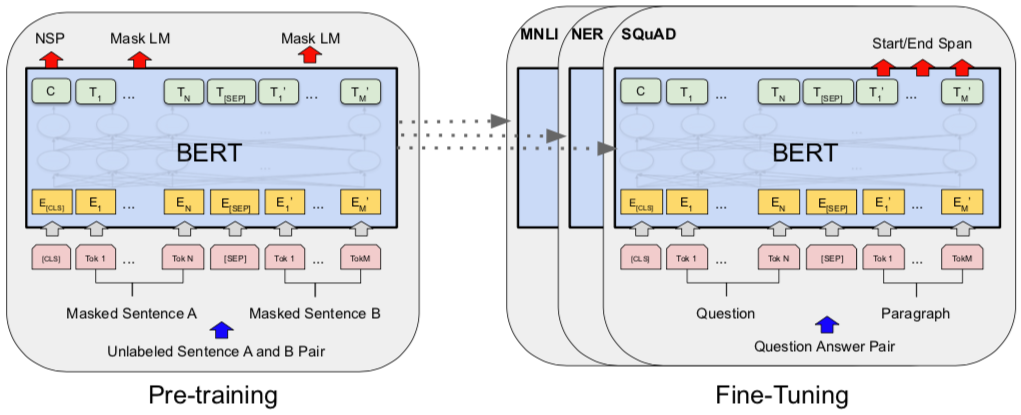 NSP Mask LM Mask LM
C T1 ... TN T[SEP] T1' ... TM'
BERT
E[CLS] E1 ... EN E[SEP] E1' ... EM'
[CLS] Tok 1 ... Tok N [SEP] Tok 1 ... TokM
Masked Sentence A Masked Sentence B
Unlabeled Sentence A and B Pair
Pre-training
MNLI NER SQuAD
Start/End Span
C T1 ... TN T[SEP] T1' ... TM'
BERT
E[CLS] E1 ... EN E[SEP] E1' ... EM'
[CLS] Tok 1 ... Tok N [SEP] Tok 1 ... TokM
Question Paragraph
Question Answer Pair
Fine-Tuning